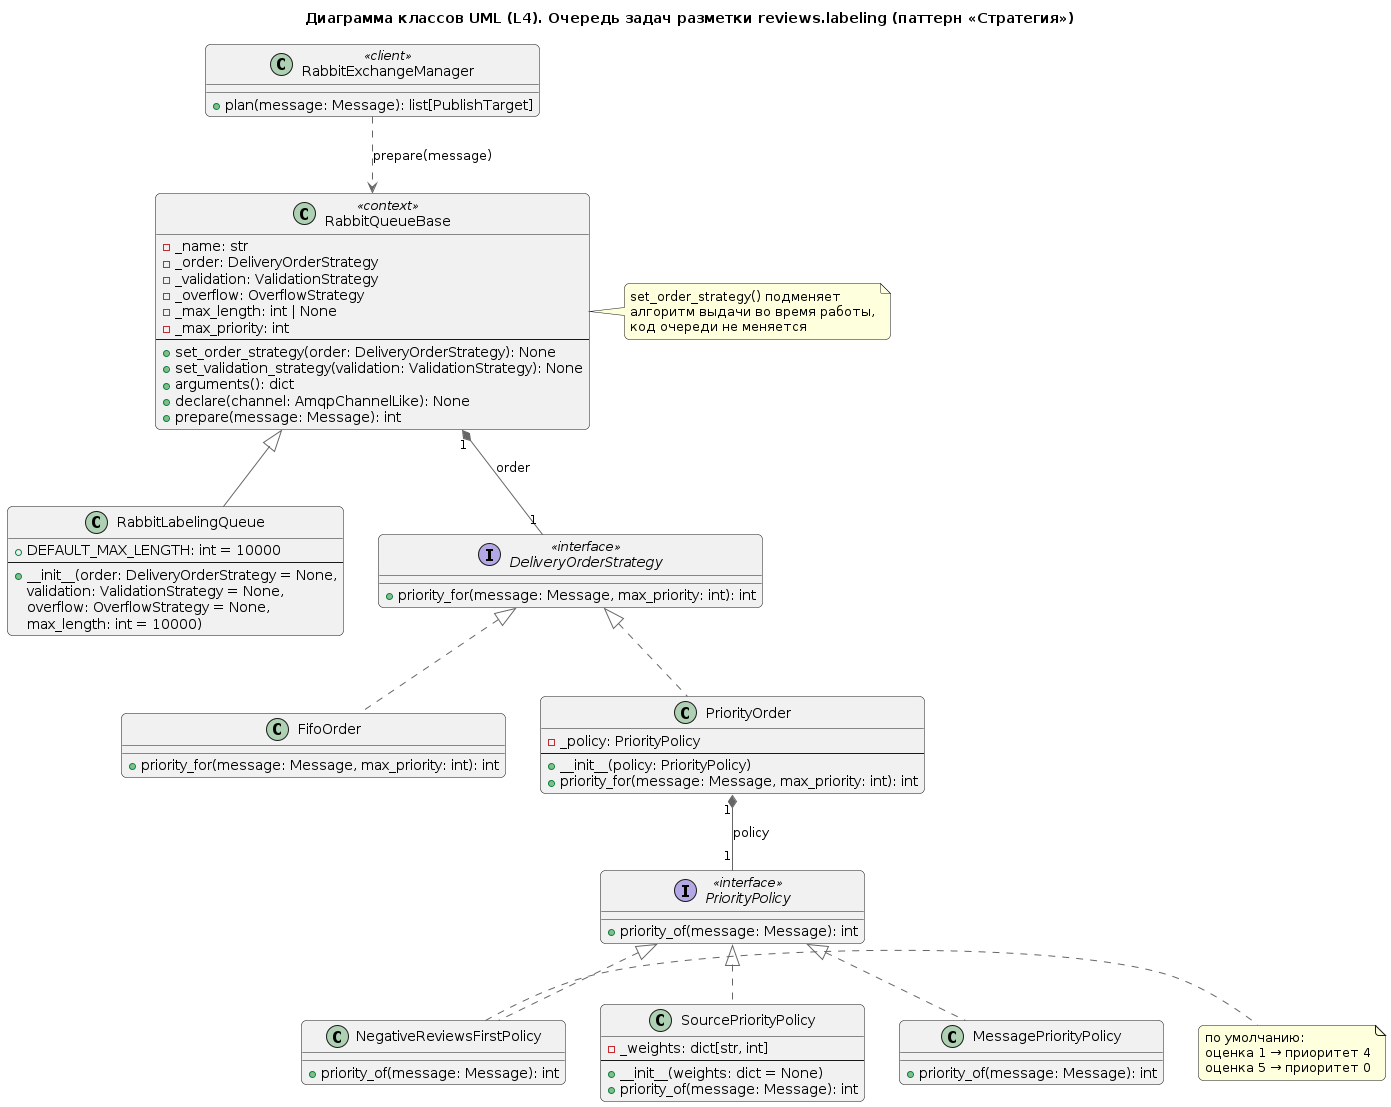 Диаграмма классов UML (L4). Очередь задач разметки reviews.labeling (паттерн «Стратегия»)
«client»
C RabbitExchangeManager
plan(message: Message): list[PublishTarget]
prepare(message)
«context»
C RabbitQueueBase
_name: str
_order: DeliveryOrderStrategy
_validation: ValidationStrategy
_overflow: OverflowStrategy
_max_length: int | None
_max_priority: int
set_order_strategy(order: DeliveryOrderStrategy): None
set_validation_strategy(validation: ValidationStrategy): None
arguments(): dict
declare(channel: AmqpChannelLike): None
prepare(message: Message): int
set_order_strategy() подменяет
алгоритм выдачи во время работы,
код очереди не меняется
1
order
1
C RabbitLabelingQueue
DEFAULT_MAX_LENGTH: int = 10000
__init__(order: DeliveryOrderStrategy = None,
validation: ValidationStrategy = None,
overflow: OverflowStrategy = None,
max_length: int = 10000)
«interface»
I DeliveryOrderStrategy
priority_for(message: Message, max_priority: int): int
C FifoOrder
priority_for(message: Message, max_priority: int): int
C PriorityOrder
_policy: PriorityPolicy
__init__(policy: PriorityPolicy)
priority_for(message: Message, max_priority: int): int
1
policy
1
«interface»
I PriorityPolicy
priority_of(message: Message): int
C NegativeReviewsFirstPolicy
priority_of(message: Message): int
C SourcePriorityPolicy
_weights: dict[str, int]
__init__(weights: dict = None)
priority_of(message: Message): int
C MessagePriorityPolicy
priority_of(message: Message): int
по умолчанию:
оценка 1 → приоритет 4
оценка 5 → приоритет 0